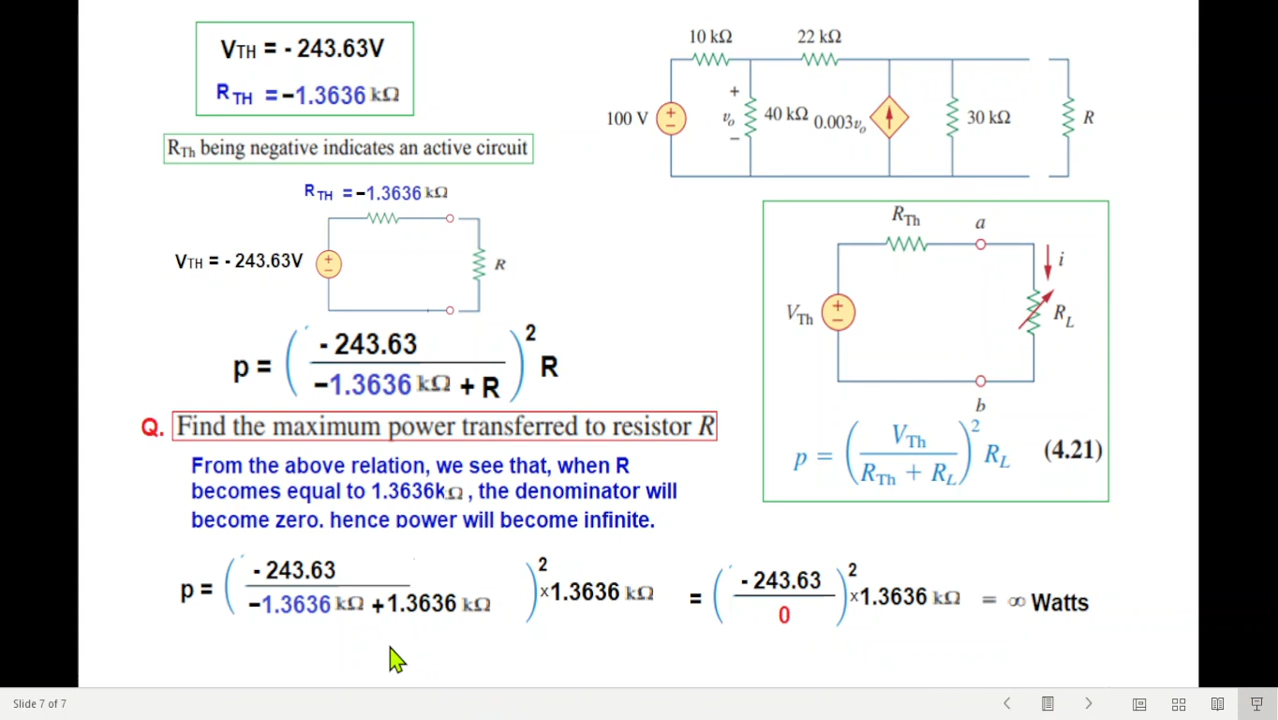 VTH = - 243.63V
R TH = −1.3636 kΩ
RTh being negative indicates an active circuit
R TH = −1.3636 kΩ
VTH = - 243.63V
R
p = ( - 243.63 / −1.3636 kΩ + R )² R
10 kΩ
22 kΩ
100 V
+
vo
−
40 kΩ
0.003vo
30 kΩ
R
RTh
a
i
VTh
RL
b
p = ( VTh / RTh + RL )² RL (4.21)
Q. Find the maximum power transferred to resistor R
From the above relation, we see that, when R
becomes equal to 1.3636kΩ , the denominator will
become zero. hence power will become infinite.
p = ( - 243.63 / −1.3636 kΩ +1.3636 kΩ )² ×1.3636 kΩ = ( - 243.63 / 0 )² ×1.3636 kΩ = ∞ Watts
Slide 7 of 7